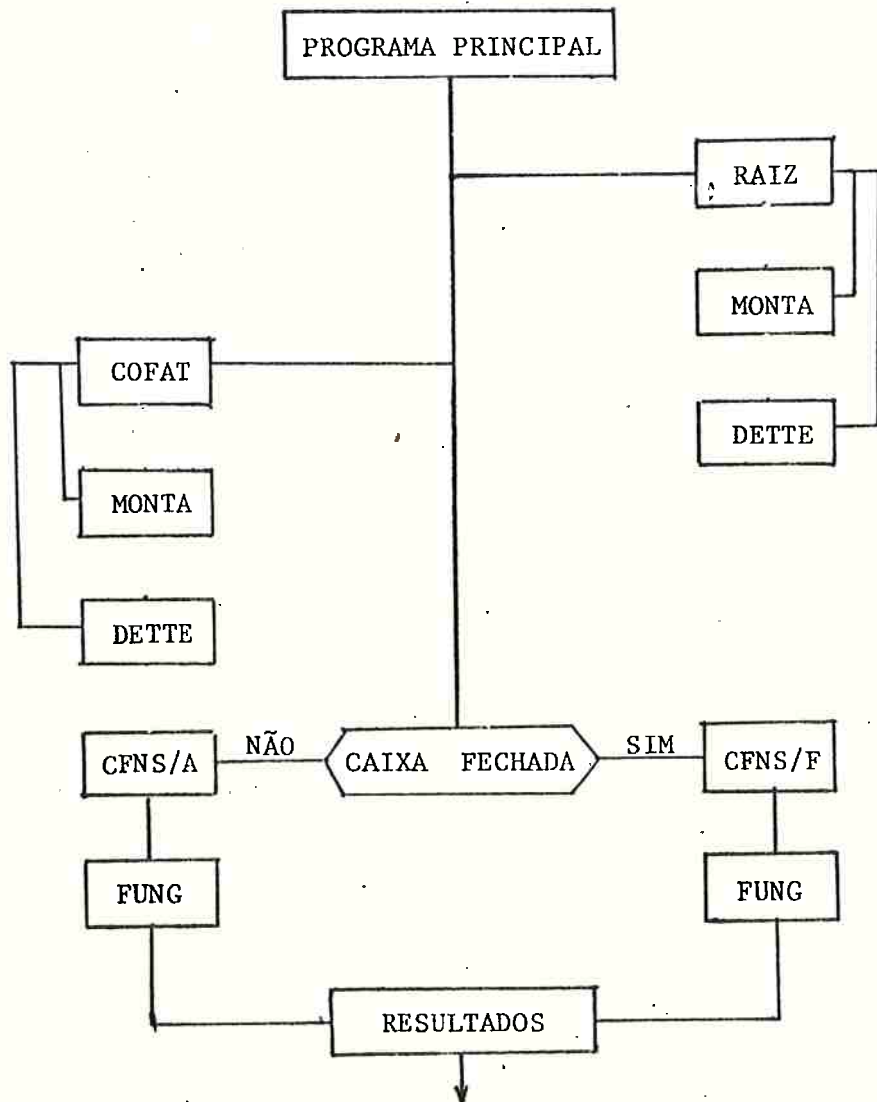 PROGRAMA PRINCIPAL
RAIZ
MONTA
COFAT
DETTE
MONTA
DETTE
CFNS/A
NÃO
CAIXA FECHADA
SIM
CFNS/F
FUNG
FUNG
RESULTADOS